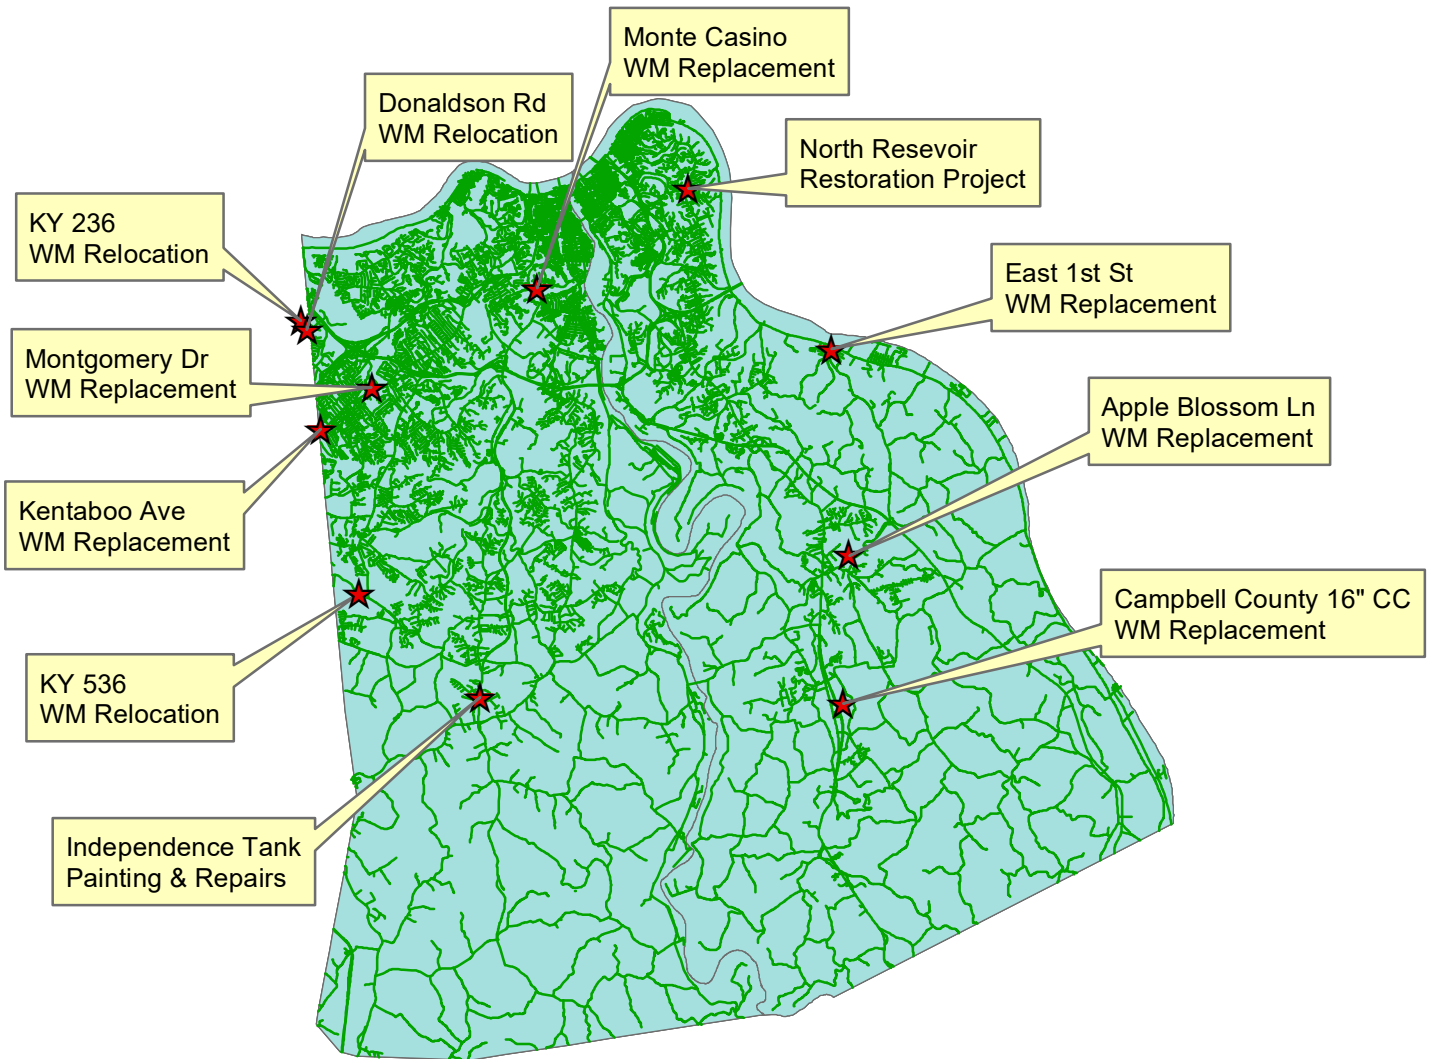 Monte Casino
WM Replacement
Donaldson Rd
WM Relocation
North Resevoir
Restoration Project
KY 236
WM Relocation
East 1st St
WM Replacement
Montgomery Dr
WM Replacement
Apple Blossom Ln
WM Replacement
Kentaboo Ave
WM Replacement
Campbell County 16" CC
WM Replacement
KY 536
WM Relocation
Independence Tank
Painting & Repairs